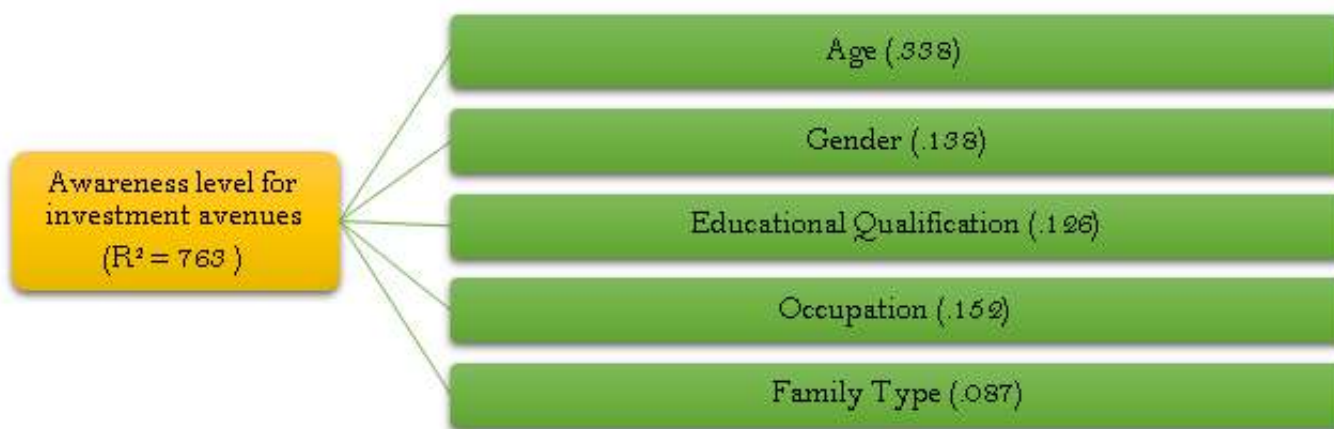 Age (.338)
Gender (.138)
Awareness level for
investment avenues
(R² = 763 )
Educational Qualification (.126)
Occupation (.152)
Family Type (.087)